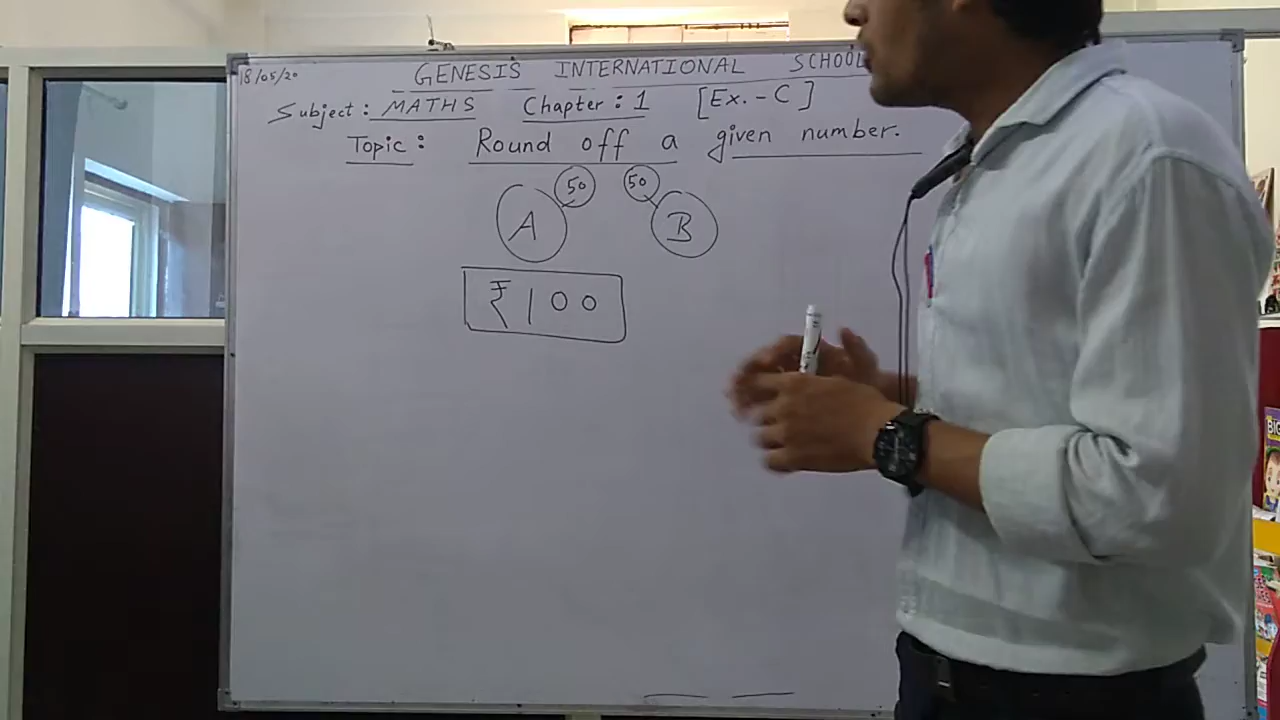 18/05/20
GENESIS INTERNATIONAL SCHOOL
Subject: MATHS Chapter: 1 [Ex.-C]
Topic: Round off a given number.
50 50
A B
₹100